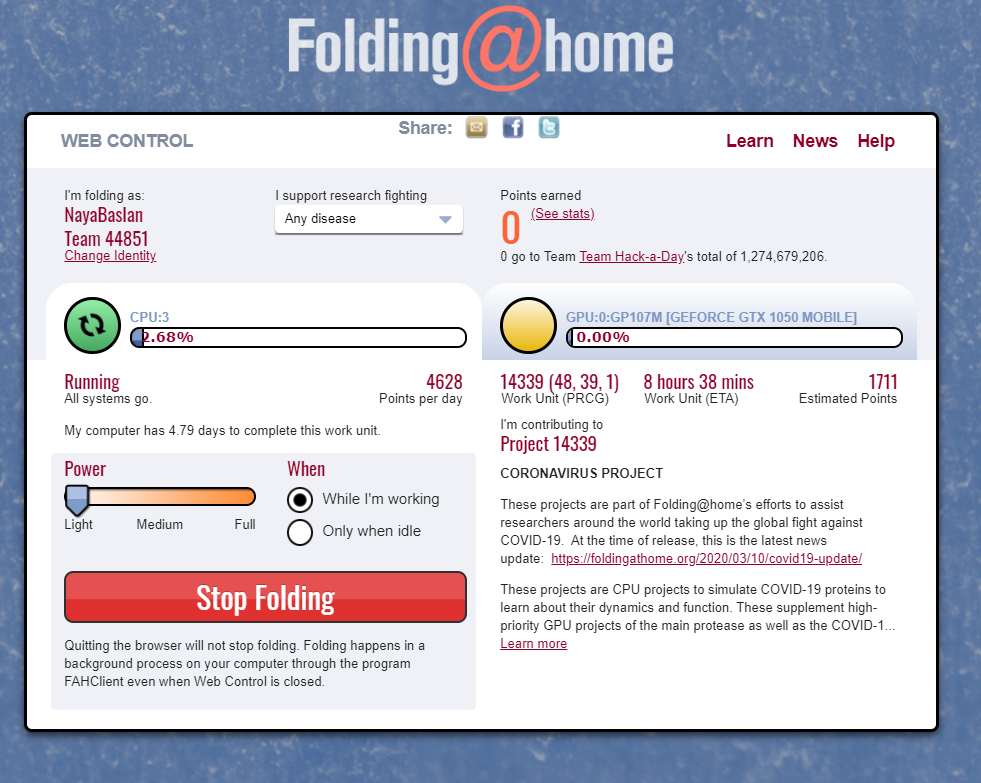 Folding@home
WEB CONTROL
Share:
Learn News Help
I'm folding as:
NayaBaslan
Team 44851
Change Identity
I support research fighting
Any disease
Points earned
0 (See stats)
0 go to Team Team Hack-a-Day's total of 1,274,679,206.
CPU:3
2.68%
GPU:0:GP107M [GEFORCE GTX 1050 MOBILE]
0.00%
Running
All systems go.
4628
Points per day
My computer has 4.79 days to complete this work unit.
Power
Light Medium Full
When
While I'm working
Only when idle
Stop Folding
Quitting the browser will not stop folding. Folding happens in a
background process on your computer through the program
FAHClient even when Web Control is closed.
14339 (48, 39, 1)
Work Unit (PRCG)
8 hours 38 mins
Work Unit (ETA)
1711
Estimated Points
I'm contributing to
Project 14339
CORONAVIRUS PROJECT
These projects are part of Folding@home's efforts to assist
researchers around the world taking up the global fight against
COVID-19.  At the time of release, this is the latest news
update:  https://foldingathome.org/2020/03/10/covid19-update/
These projects are CPU projects to simulate COVID-19 proteins to
learn about their dynamics and function. These supplement high-
priority GPU projects of the main protease as well as the COVID-1...
Learn more